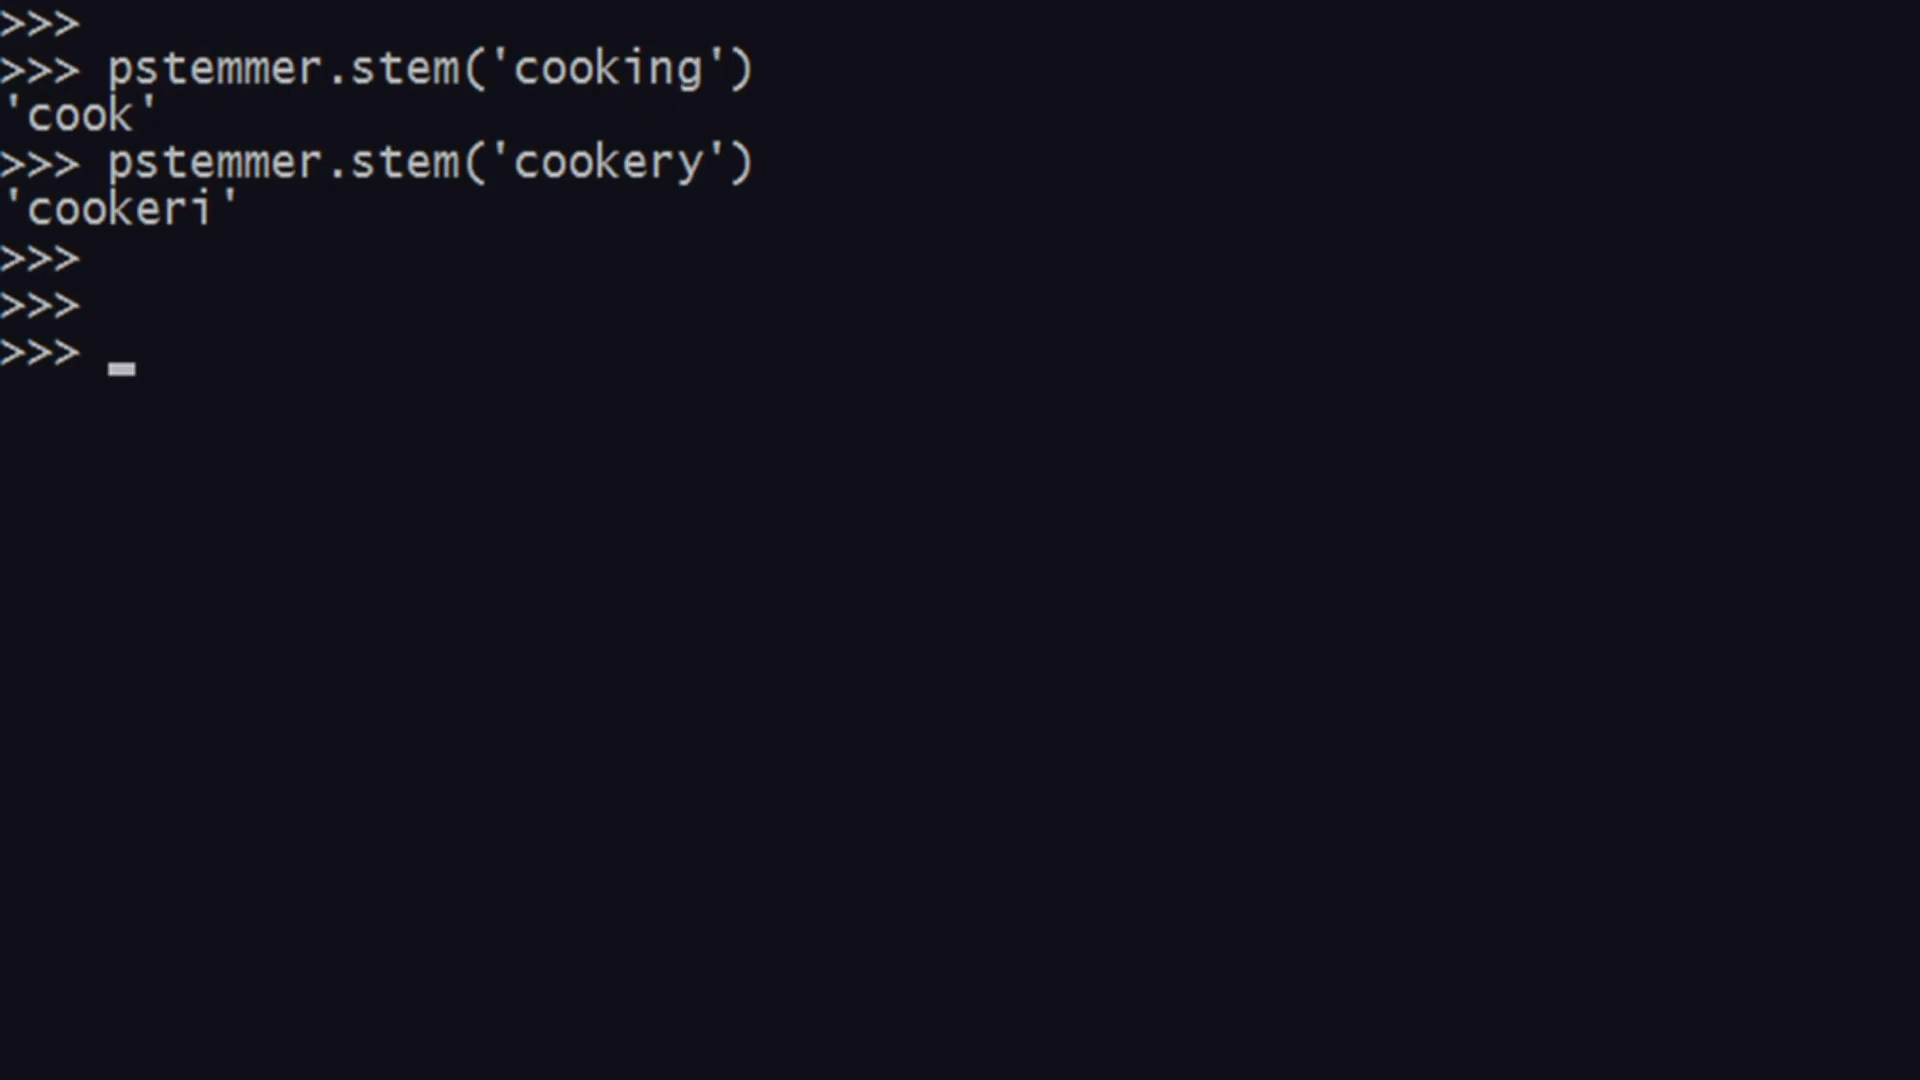 >>>
>>> pstemmer.stem('cooking')
'cook'
>>> pstemmer.stem('cookery')
'cookeri'
>>>
>>>
>>>